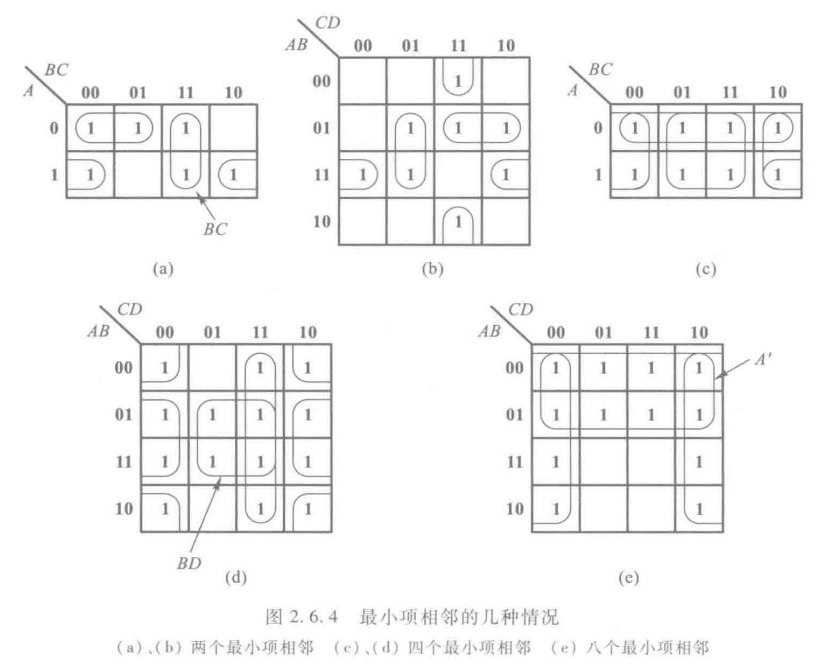 CD
AB 00 01 11 10
BC
A 00 01 11 10
0 1 1 1
1 1 1 1
BC
(a)
00 1
01 1 1 1
11 1 1 1
10 1
(b)
BC
A 00 01 11 10
0 1 1 1 1
1 1 1 1 1
(c)
CD
AB 00 01 11 10
00 1 1 1
01 1 1 1 1
11 1 1 1 1
10 1 1 1
BD
(d)
CD
AB 00 01 11 10
00 1 1 1 1
01 1 1 1 1
11 1 1
10 1 1
A′
(e)
图 2.6.4 最小项相邻的几种情况
(a)、(b) 两个最小项相邻 (c)、(d) 四个最小项相邻 (e) 八个最小项相邻